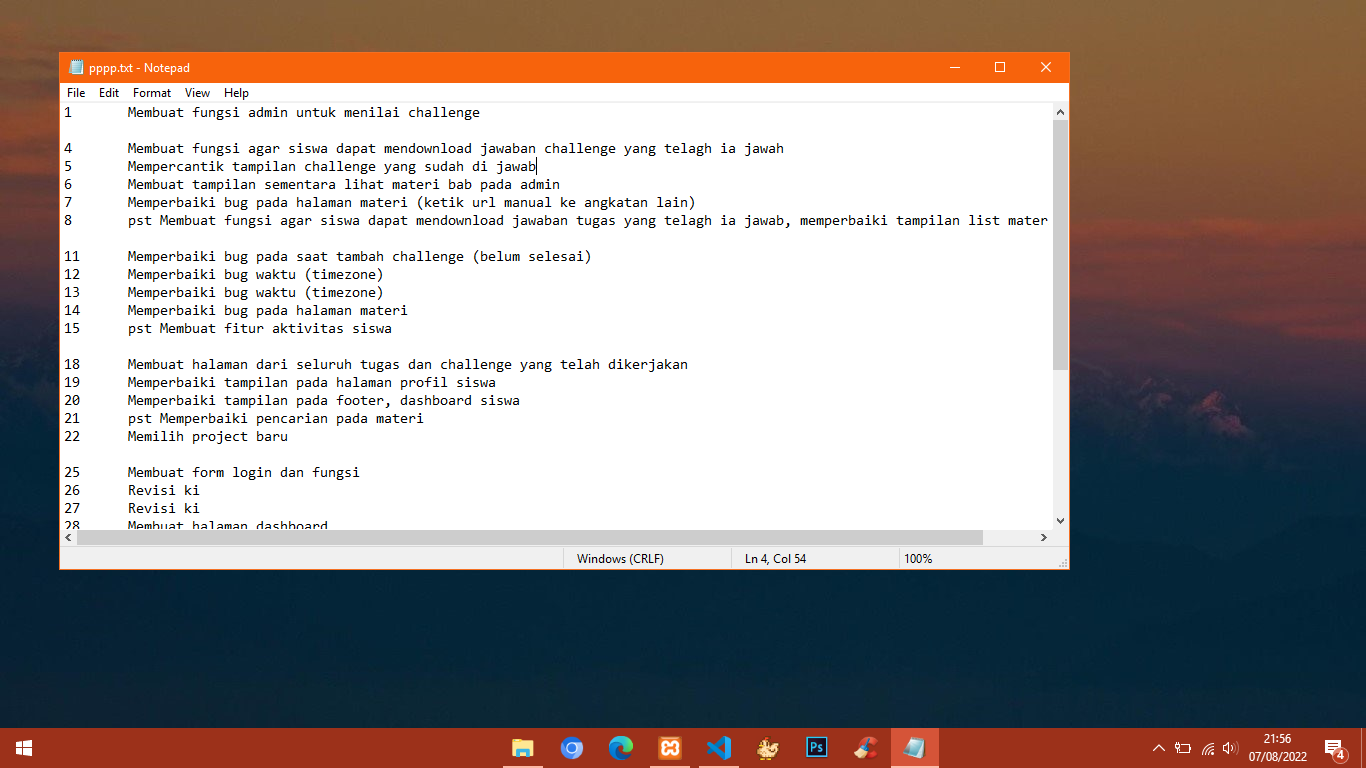 pppp.txt - Notepad
File Edit Format View Help
1 Membuat fungsi admin untuk menilai challenge
4 Membuat fungsi agar siswa dapat mendownload jawaban challenge yang telagh ia jawah
5 Mempercantik tampilan challenge yang sudah di jawab
6 Membuat tampilan sementara lihat materi bab pada admin
7 Memperbaiki bug pada halaman materi (ketik url manual ke angkatan lain)
8 pst Membuat fungsi agar siswa dapat mendownload jawaban tugas yang telagh ia jawab, memperbaiki tampilan list mater
11 Memperbaiki bug pada saat tambah challenge (belum selesai)
12 Memperbaiki bug waktu (timezone)
13 Memperbaiki bug waktu (timezone)
14 Memperbaiki bug pada halaman materi
15 pst Membuat fitur aktivitas siswa
18 Membuat halaman dari seluruh tugas dan challenge yang telah dikerjakan
19 Memperbaiki tampilan pada halaman profil siswa
20 Memperbaiki tampilan pada footer, dashboard siswa
21 pst Memperbaiki pencarian pada materi
22 Memilih project baru
25 Membuat form login dan fungsi
26 Revisi ki
27 Revisi ki
28 Membuat halaman dashboard
Windows (CRLF) Ln 4, Col 54 100%
Ps
21:56
07/08/2022
4